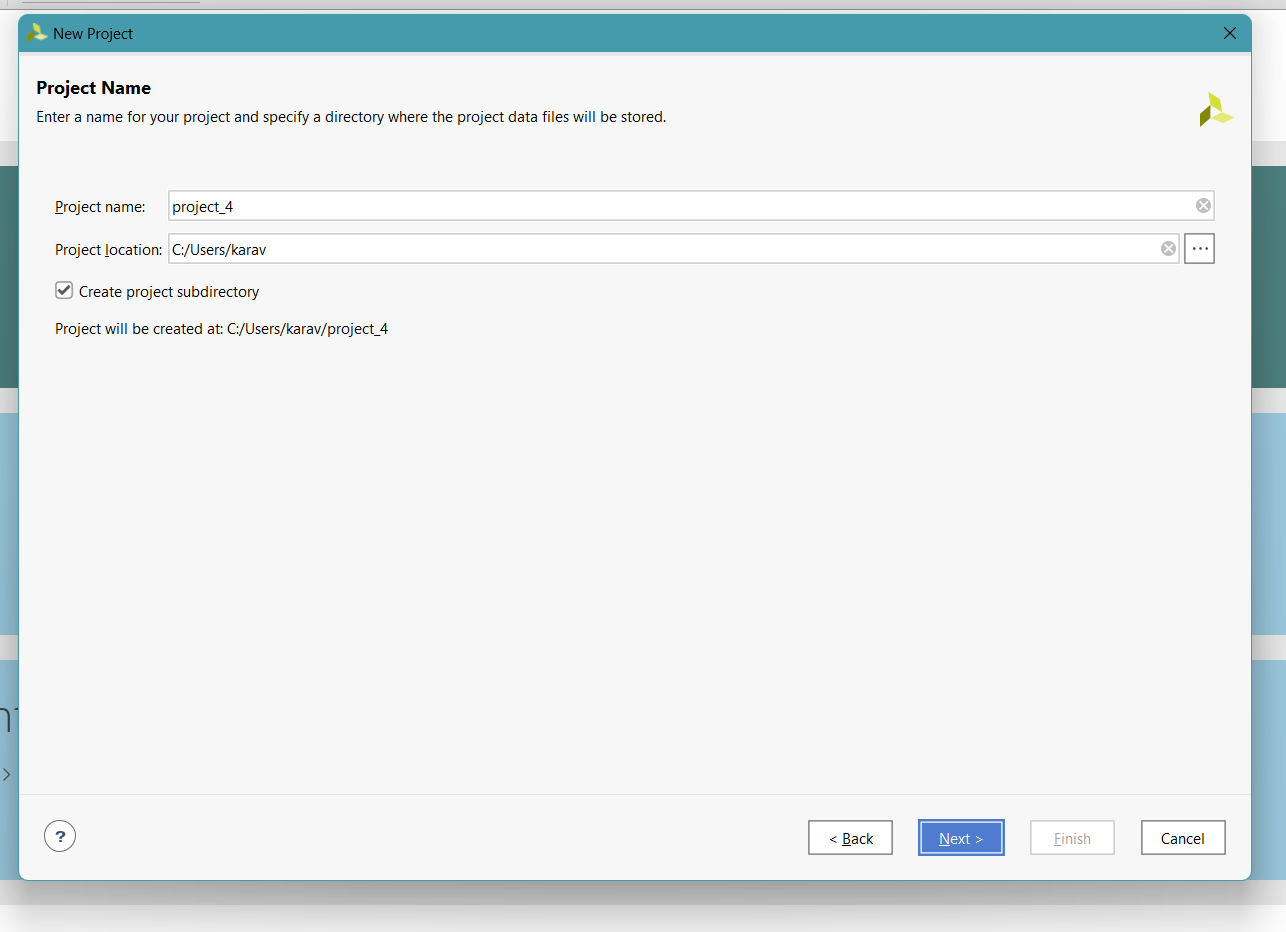 New Project
Project Name
Enter a name for your project and specify a directory where the project data files will be stored.
Project name: project_4
Project location: C:/Users/karav ...
Create project subdirectory
Project will be created at: C:/Users/karav/project_4
? < Back Next > Finish Cancel